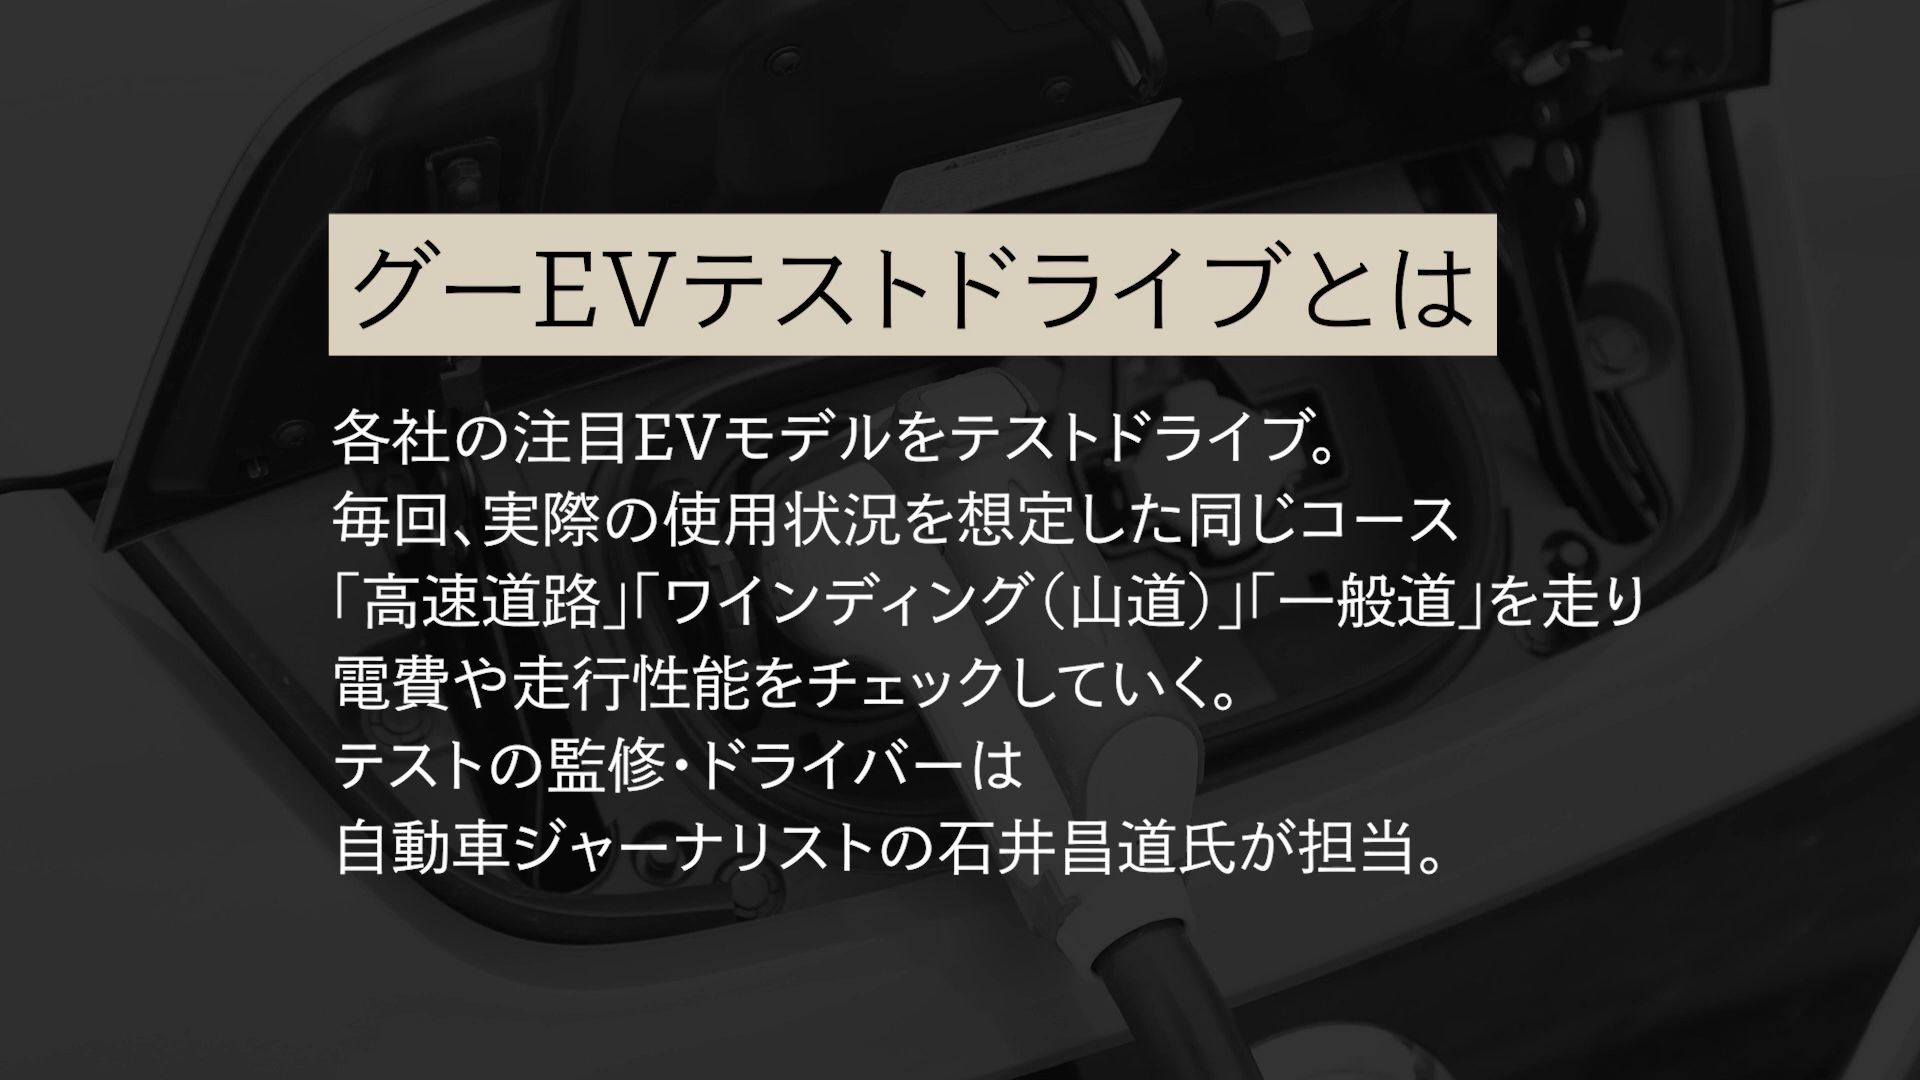 グーEVテストドライブとは
各社の注目EVモデルをテストドライブ。
毎回、実際の使用状況を想定した同じコース
「高速道路」「ワインディング(山道)」「一般道」を走り
電費や走行性能をチェックしていく。
テストの監修・ドライバーは
自動車ジャーナリストの石井昌道氏が担当。